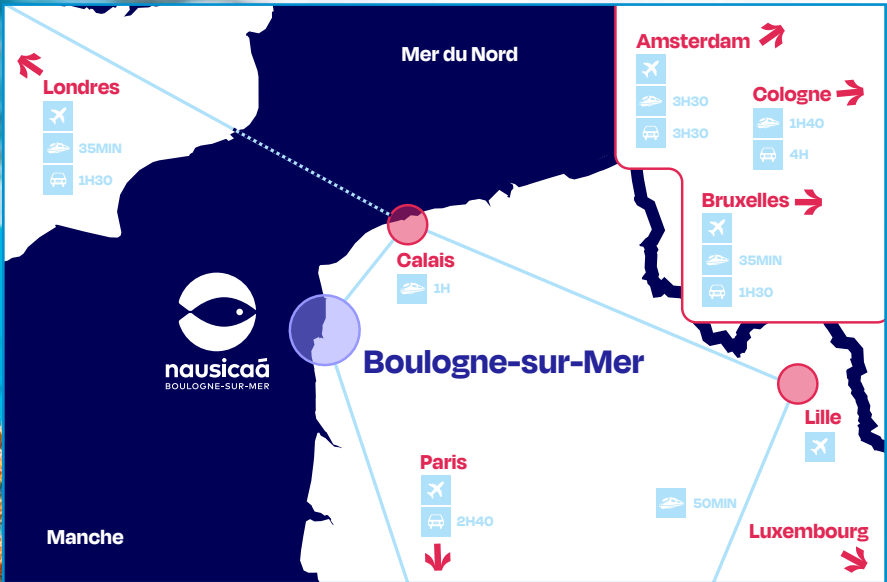 Mer du Nord
Londres
35MIN
1H30
Amsterdam
3H30
3H30
Cologne
1H40
4H
Bruxelles
35MIN
1H30
Calais
1H
nausicaá
BOULOGNE-SUR-MER
Boulogne-sur-Mer
Lille
Paris
2H40
50MIN
Luxembourg
Manche